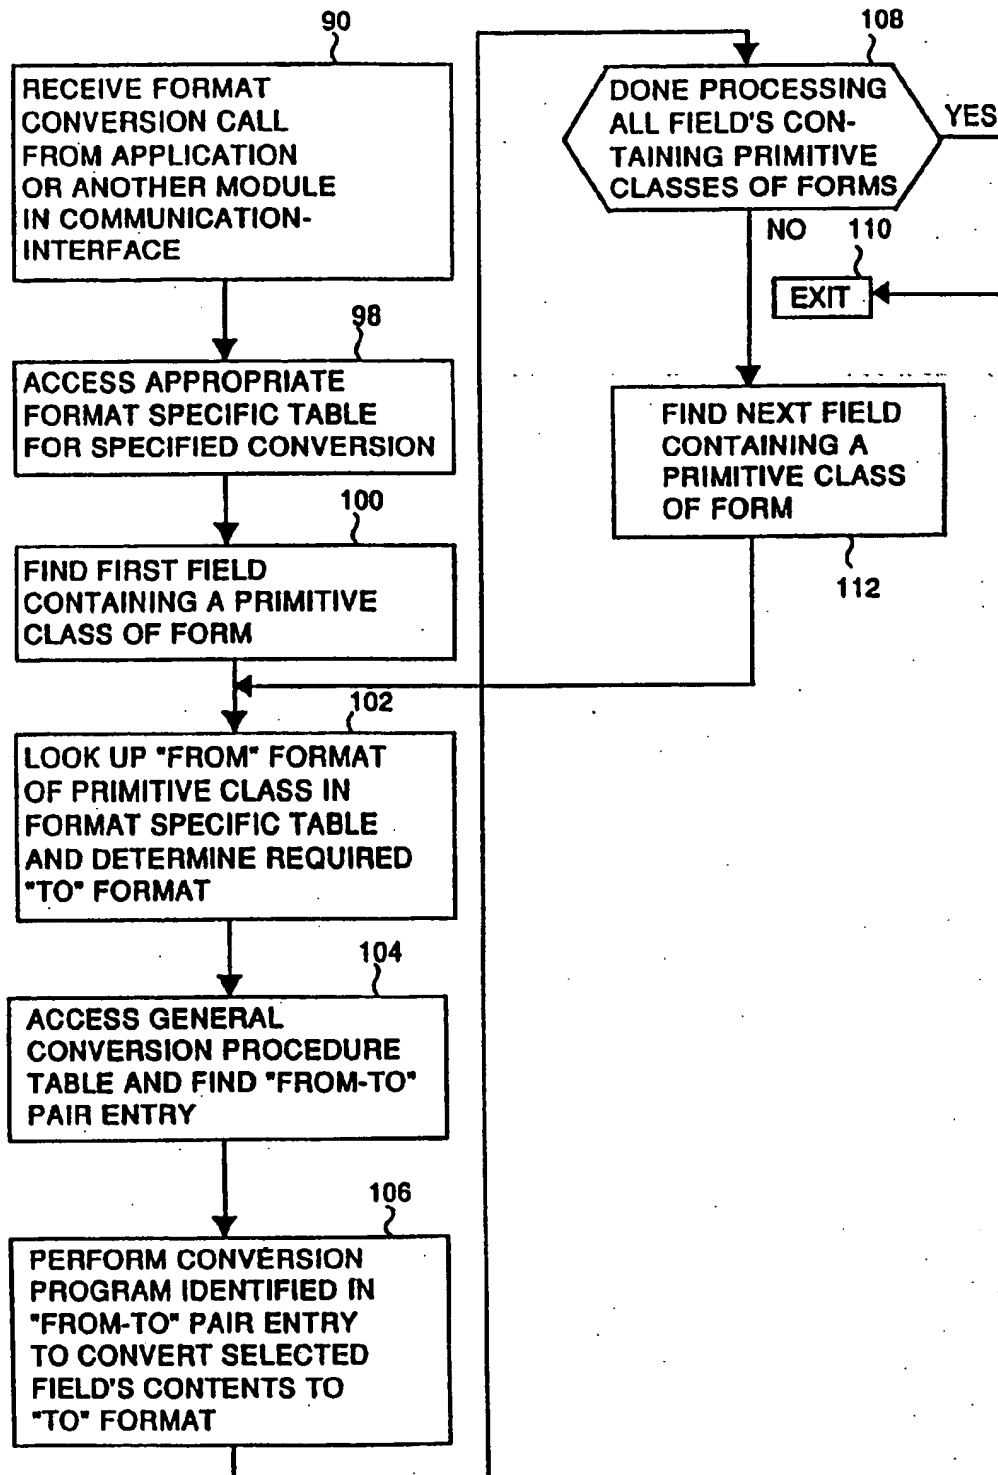 90
RECEIVE FORMAT
CONVERSION CALL
FROM APPLICATION
OR ANOTHER MODULE
IN COMMUNICATION-
INTERFACE
98
ACCESS APPROPRIATE
FORMAT SPECIFIC TABLE
FOR SPECIFIED CONVERSION
100
FIND FIRST FIELD
CONTAINING A PRIMITIVE
CLASS OF FORM
102
LOOK UP "FROM" FORMAT
OF PRIMITIVE CLASS IN
FORMAT SPECIFIC TABLE
AND DETERMINE REQUIRED
"TO" FORMAT
104
ACCESS GENERAL
CONVERSION PROCEDURE
TABLE AND FIND "FROM-TO"
PAIR ENTRY
106
PERFORM CONVERSION
PROGRAM IDENTIFIED IN
"FROM-TO" PAIR ENTRY
TO CONVERT SELECTED
FIELD'S CONTENTS TO
"TO" FORMAT
108
DONE PROCESSING
ALL FIELD'S CON-
TAINING PRIMITIVE
CLASSES OF FORMS
YES
NO
110
EXIT
FIND NEXT FIELD
CONTAINING A
PRIMITIVE CLASS
OF FORM
112